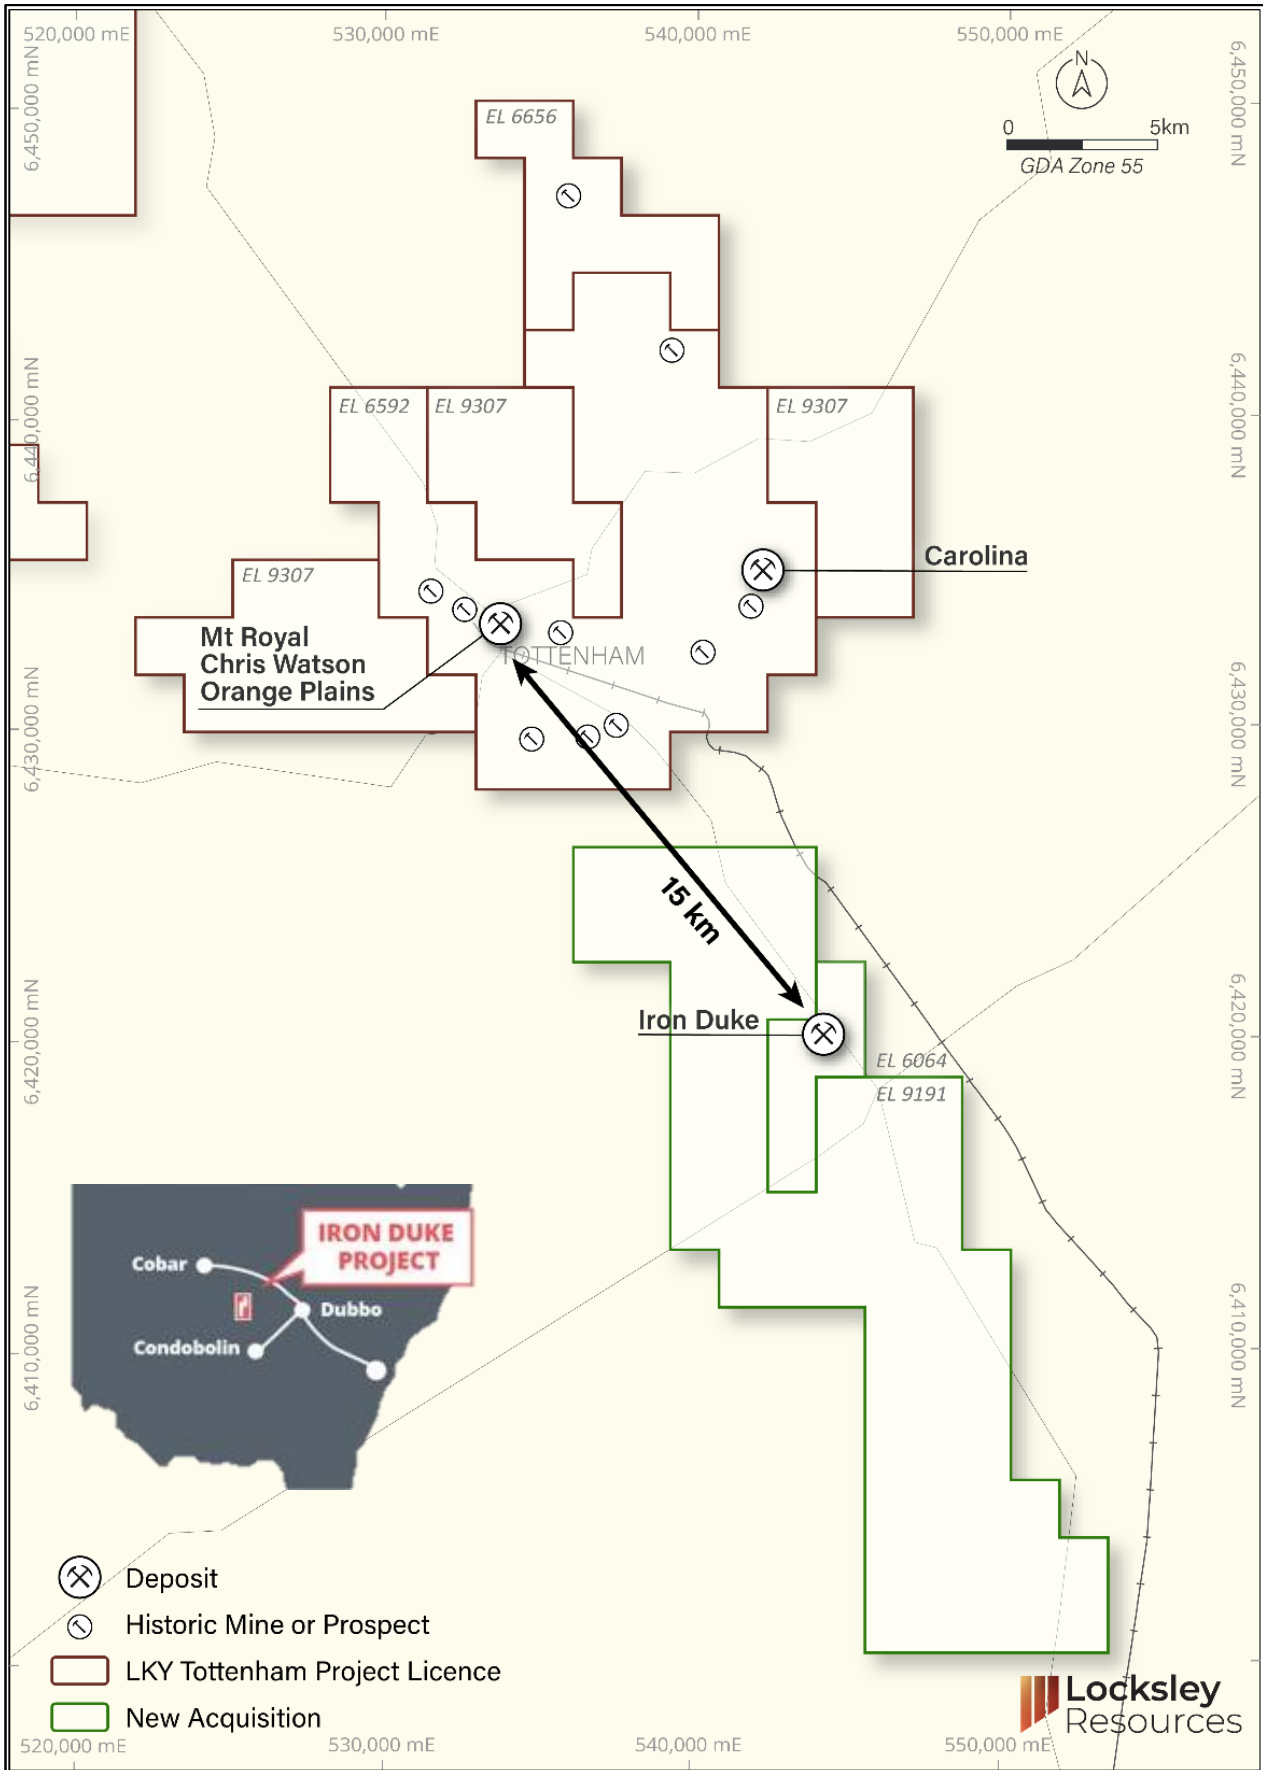 520,000 mE
530,000 mE
540,000 mE
550,000 mE
6,450,000 mN
6,450,000 mN
N
0
5km
GDA Zone 55
EL 6656
6,440,000 mN
6,440,000 mN
EL 6592
EL 9307
EL 9307
Carolina
EL 9307
Mt Royal
Chris Watson
Orange Plains
TOTTENHAM
6,430,000 mN
6,430,000 mN
15 km
Iron Duke
6,420,000 mN
6,420,000 mN
EL 6064
EL 9191
IRON DUKE
PROJECT
Cobar
Dubbo
Condobolin
6,410,000 mN
6,410,000 mN
Deposit
Historic Mine or Prospect
LKY Tottenham Project Licence
New Acquisition
Locksley
Resources
520,000 mE
530,000 mE
540,000 mE
550,000 mE